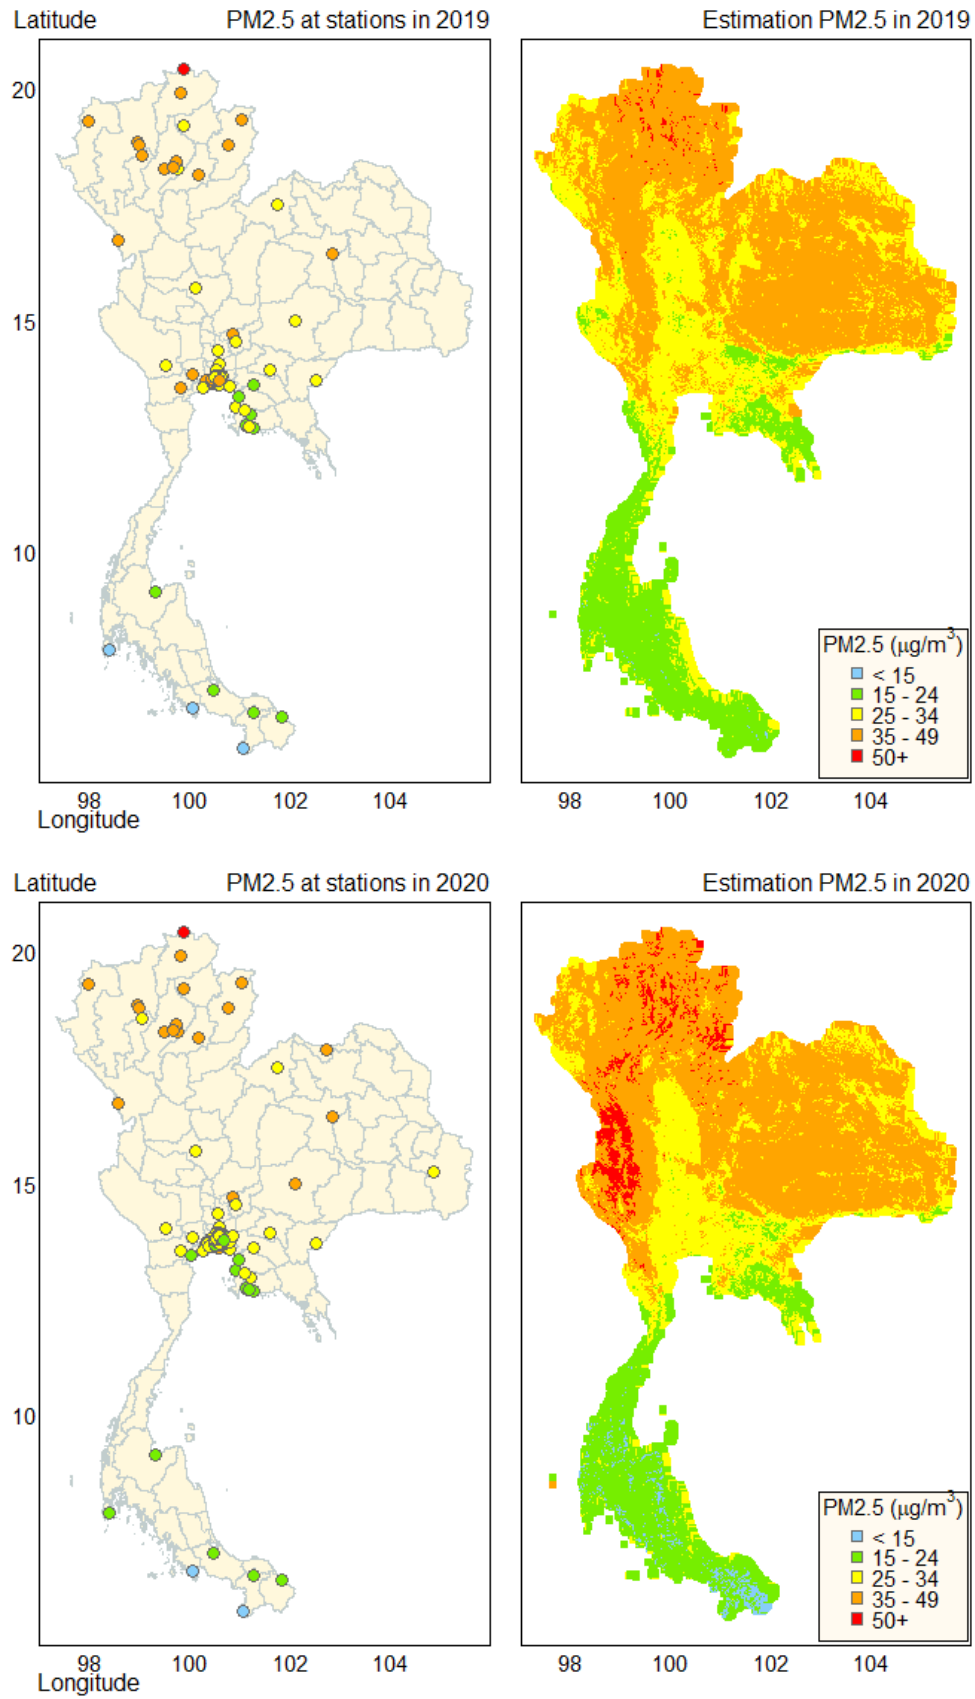 Latitude PM2.5 at stations in 2019
Estimation PM2.5 in 2019
20
15
10
PM2.5 (μg/m³)
< 15
15 - 24
25 - 34
35 - 49
50+
98 100 102 104
98 100 102 104
Longitude
Latitude PM2.5 at stations in 2020
Estimation PM2.5 in 2020
20
15
10
PM2.5 (μg/m³)
< 15
15 - 24
25 - 34
35 - 49
50+
98 100 102 104
98 100 102 104
Longitude